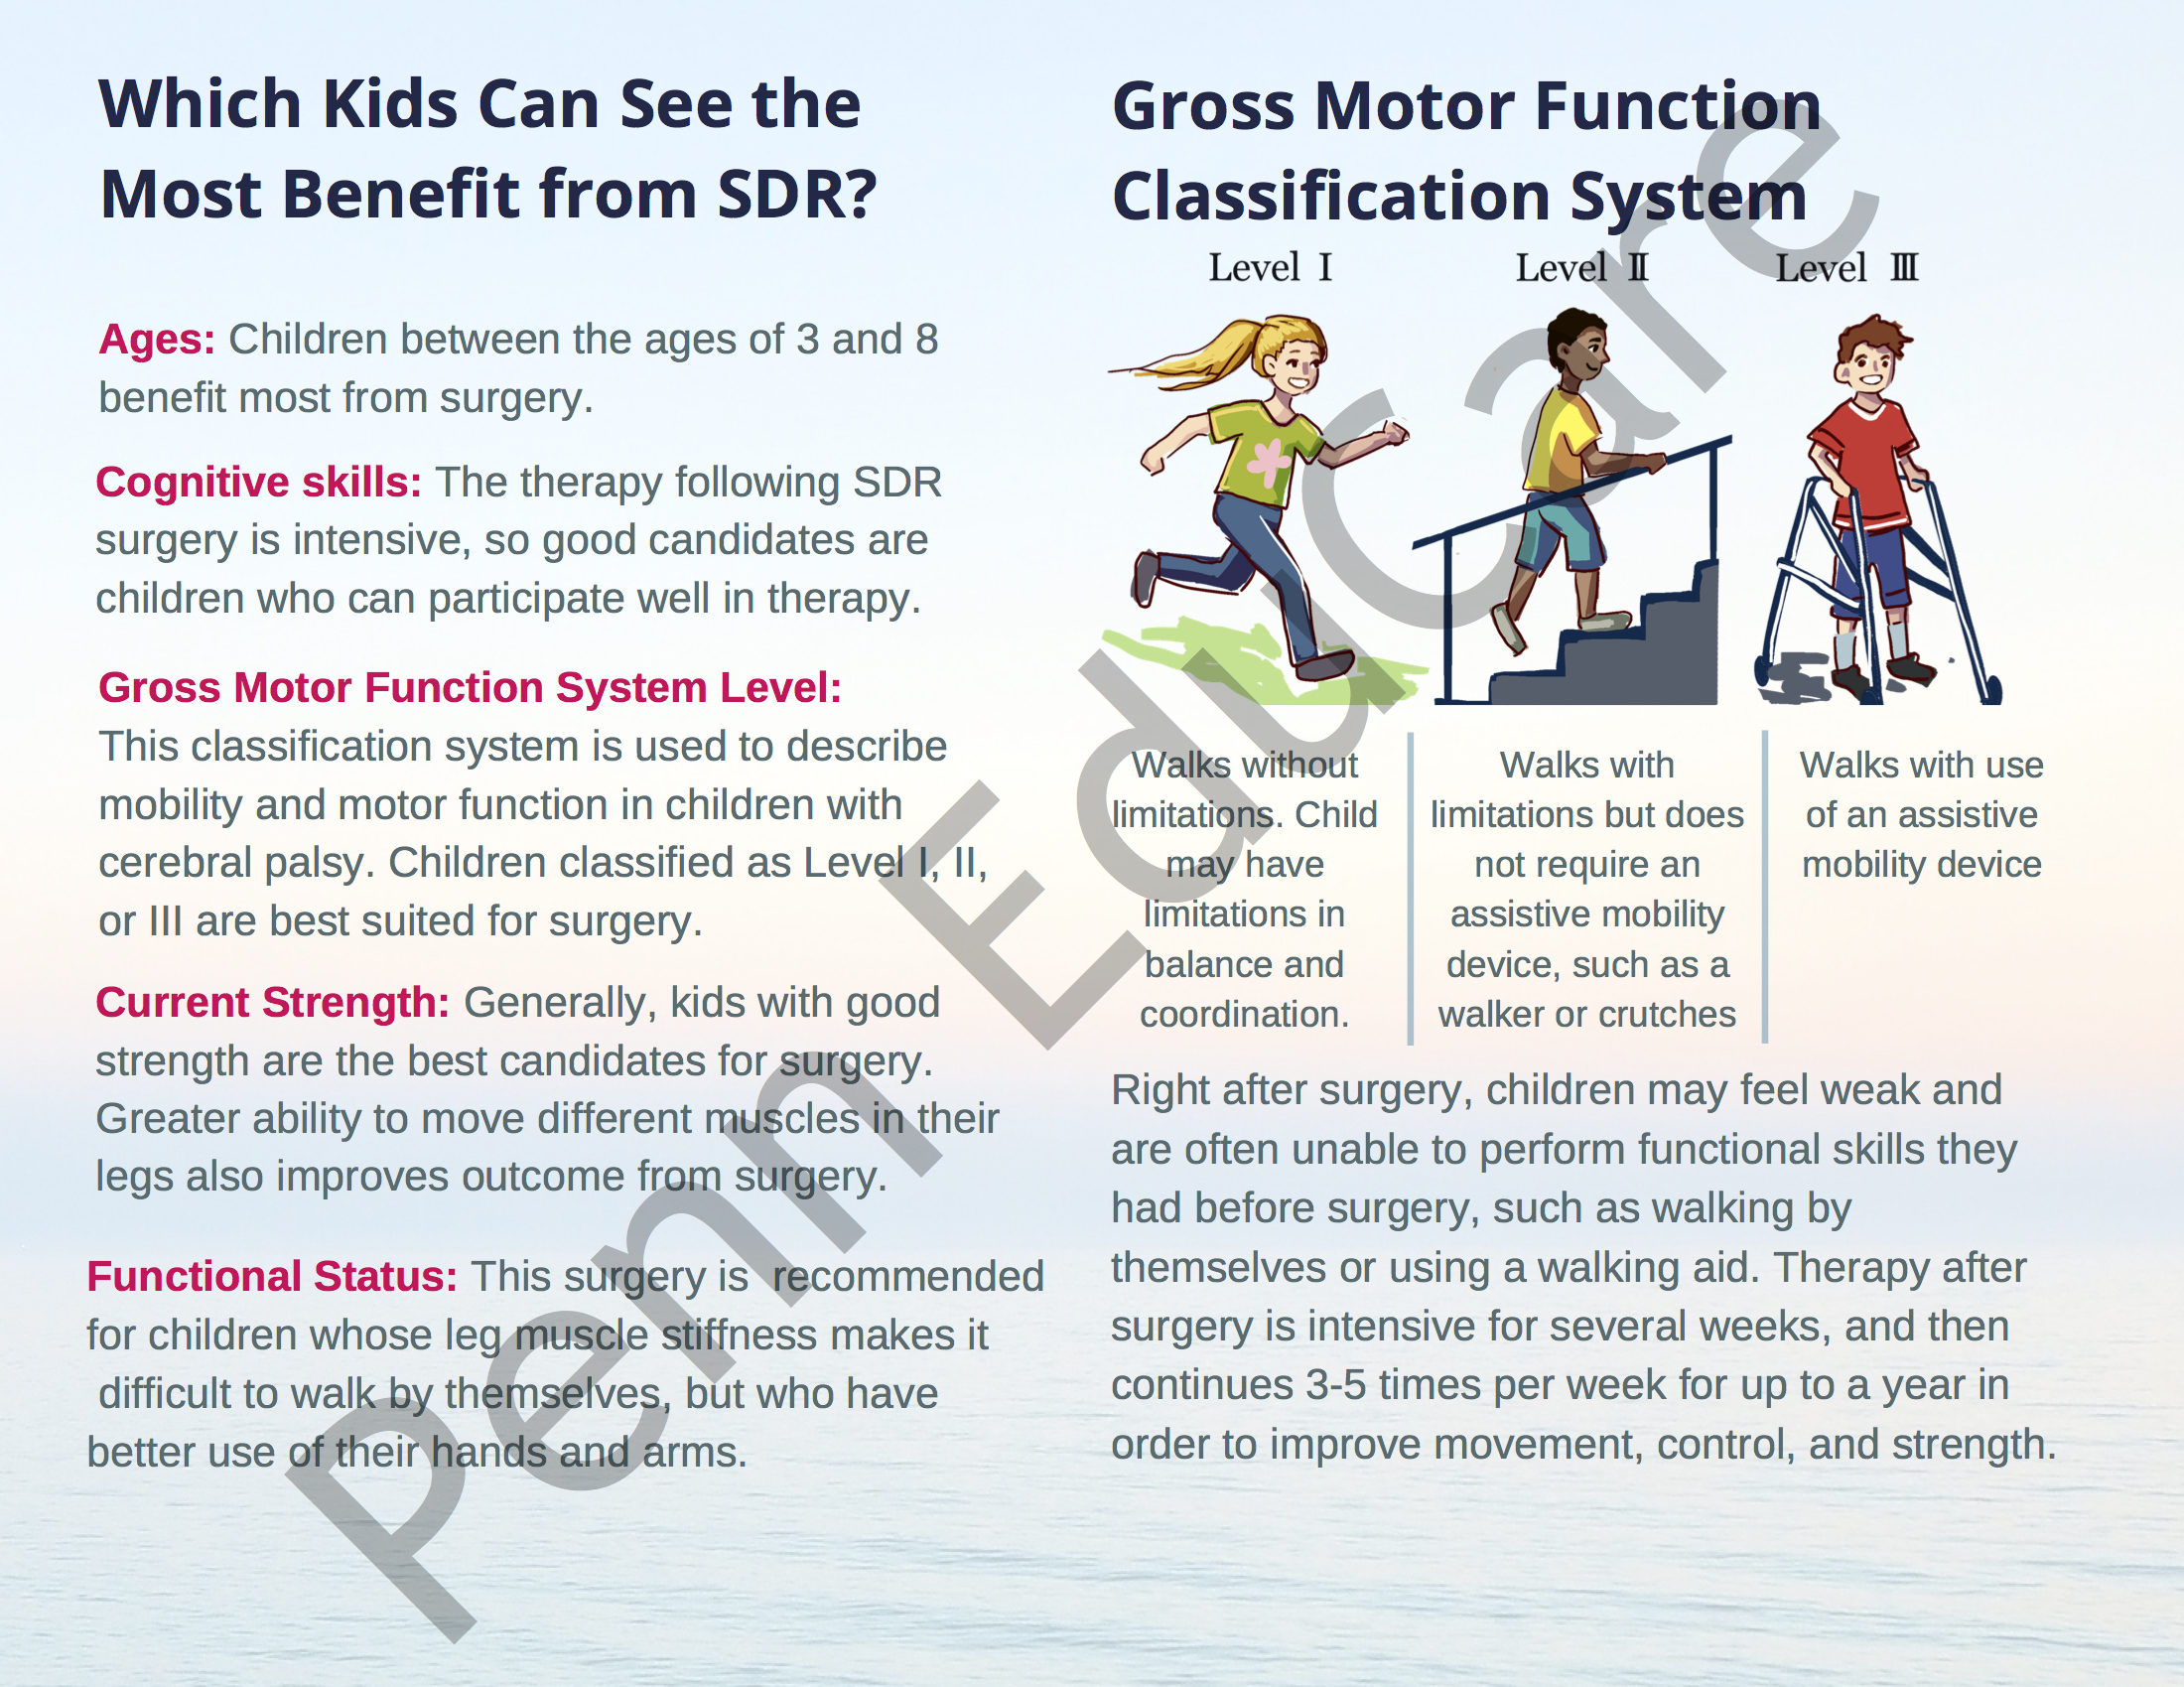 Which Kids Can See the
Most Benefit from SDR?
Ages: Children between the ages of 3 and 8
benefit most from surgery.
Cognitive skills: The therapy following SDR
surgery is intensive, so good candidates are
children who can participate well in therapy.
Gross Motor Function System Level:
This classification system is used to describe
mobility and motor function in children with
cerebral palsy. Children classified as Level I, II,
or III are best suited for surgery.
Current Strength: Generally, kids with good
strength are the best candidates for surgery.
Greater ability to move different muscles in their
legs also improves outcome from surgery.
Functional Status: This surgery is recommended
for children whose leg muscle stiffness makes it
difficult to walk by themselves, but who have
better use of their hands and arms.
Gross Motor Function
Classification System
Level I
Level II
Level III
Walks without
limitations. Child
may have
limitations in
balance and
coordination.
Walks with
limitations but does
not require an
assistive mobility
device, such as a
walker or crutches
Walks with use
of an assistive
mobility device
Right after surgery, children may feel weak and
are often unable to perform functional skills they
had before surgery, such as walking by
themselves or using a walking aid. Therapy after
surgery is intensive for several weeks, and then
continues 3-5 times per week for up to a year in
order to improve movement, control, and strength.
Penn EduCare